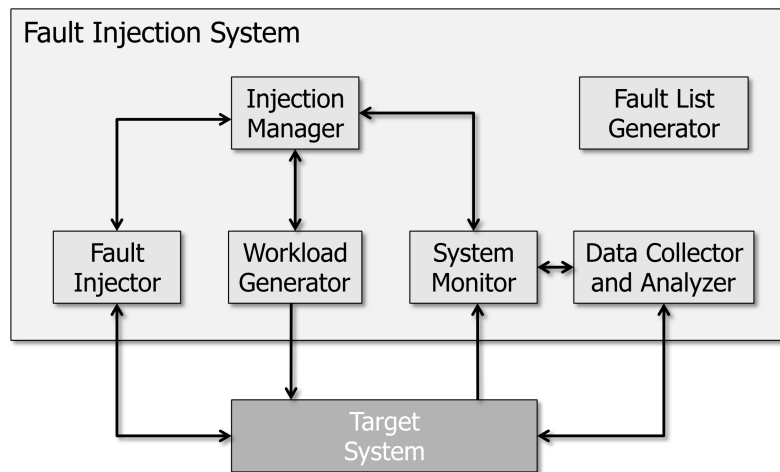 Fault Injection System
Injection
Manager
Fault List
Generator
Fault
Injector
Workload
Generator
System
Monitor
Data Collector
and Analyzer
Target
System